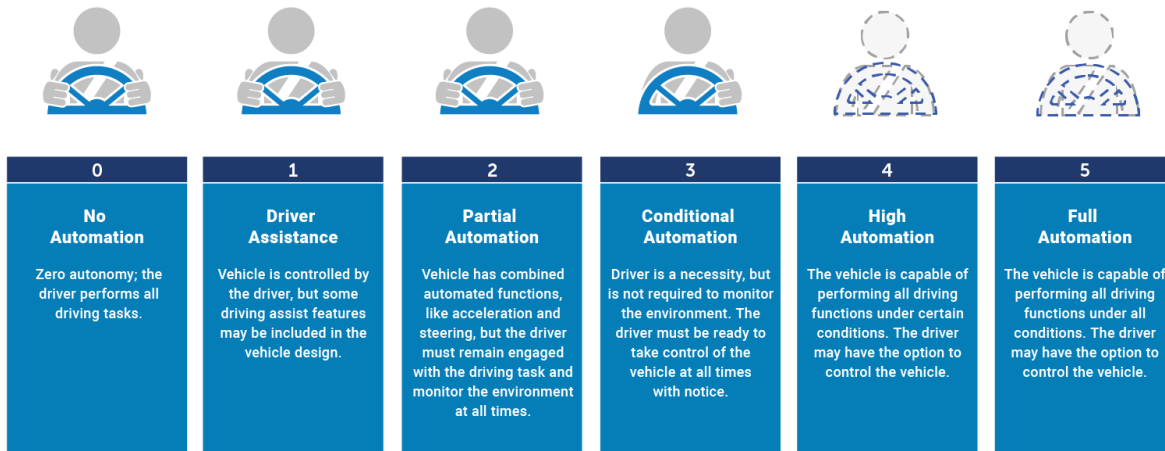 0
No
Automation
Zero autonomy; the
driver performs all
driving tasks.
1
Driver
Assistance
Vehicle is controlled by
the driver, but some
driving assist features
may be included in the
vehicle design.
2
Partial
Automation
Vehicle has combined
automated functions,
like acceleration and
steering, but the driver
must remain engaged
with the driving task and
monitor the environment
at all times.
3
Conditional
Automation
Driver is a necessity, but
is not required to monitor
the environment. The
driver must be ready to
take control of the
vehicle at all times
with notice.
4
High
Automation
The vehicle is capable of
performing all driving
functions under certain
conditions. The driver
may have the option to
control the vehicle.
5
Full
Automation
The vehicle is capable of
performing all driving
functions under all
conditions. The driver
may have the option to
control the vehicle.